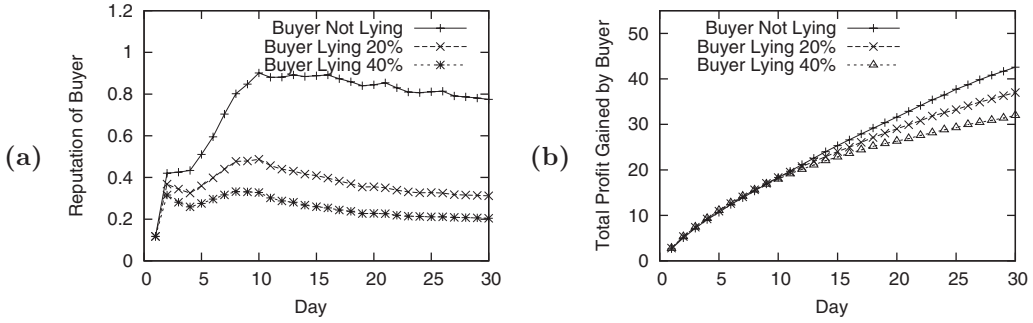 (a)
Reputation of Buyer
1.2
1
0.8
0.6
0.4
0.2
0
Buyer Not Lying
Buyer Lying 20%
Buyer Lying 40%
0 5 10 15 20 25 30
Day
(b)
Total Profit Gained by Buyer
50
40
30
20
10
0
Buyer Not Lying
Buyer Lying 20%
Buyer Lying 40%
0 5 10 15 20 25 30
Day